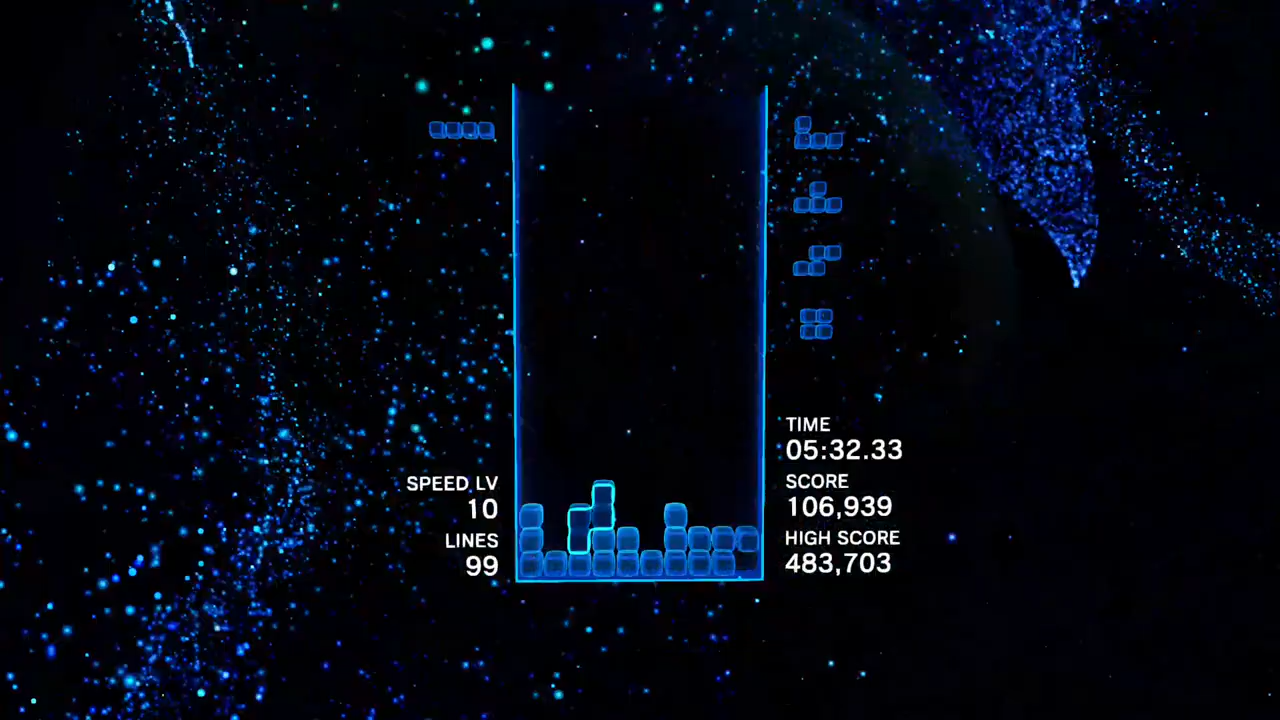 SPEED LV
10
LINES
99
TIME
05:32.33
SCORE
106,939
HIGH SCORE
483,703